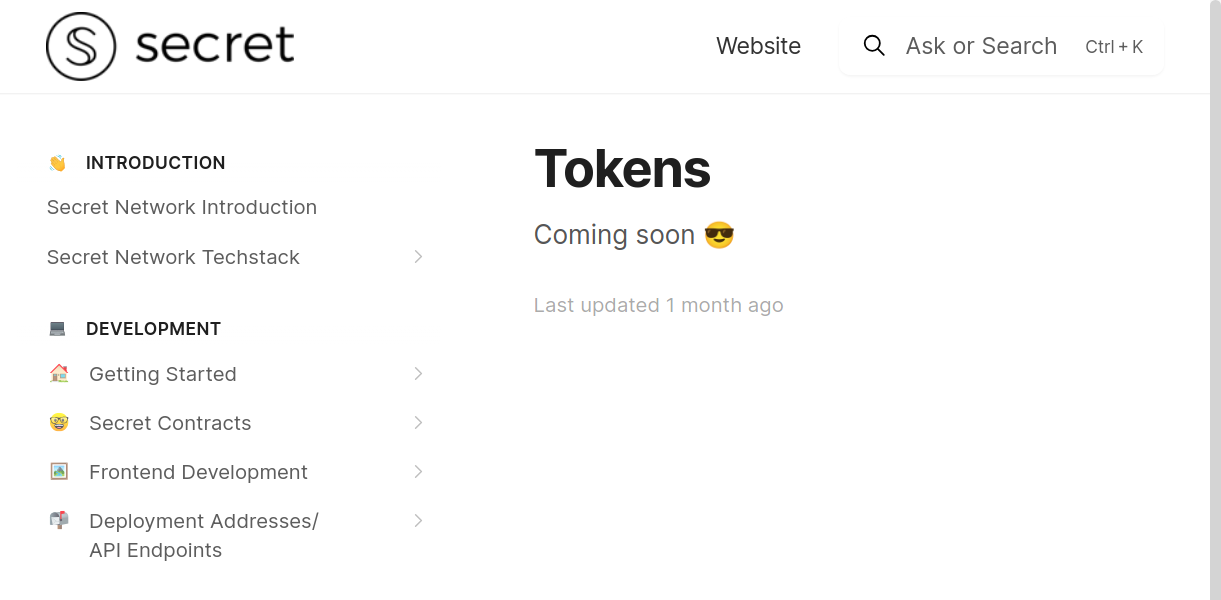 secret
Website
Ask or Search Ctrl + K
👋 INTRODUCTION
Secret Network Introduction
Secret Network Techstack
💻 DEVELOPMENT
🏠 Getting Started
🤓 Secret Contracts
🖼️ Frontend Development
📬 Deployment Addresses/
API Endpoints
Tokens
Coming soon 😎
Last updated 1 month ago